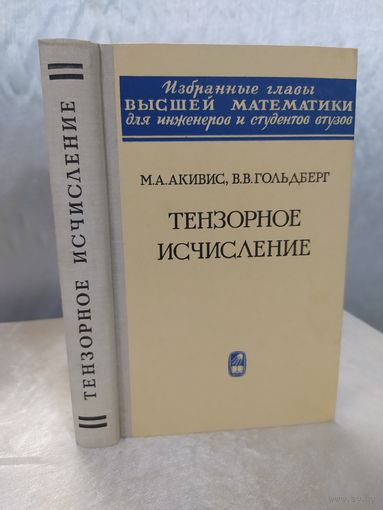 ТЕНЗОРНОЕ ИСЧИСЛЕНИЕ
Избранные главы
ВЫСШЕЙ МАТЕМАТИКИ
для инженеров и студентов втузов
М.А.АКИВИС, В.В.ГОЛЬДБЕРГ
ТЕНЗОРНОЕ
ИСЧИСЛЕНИЕ